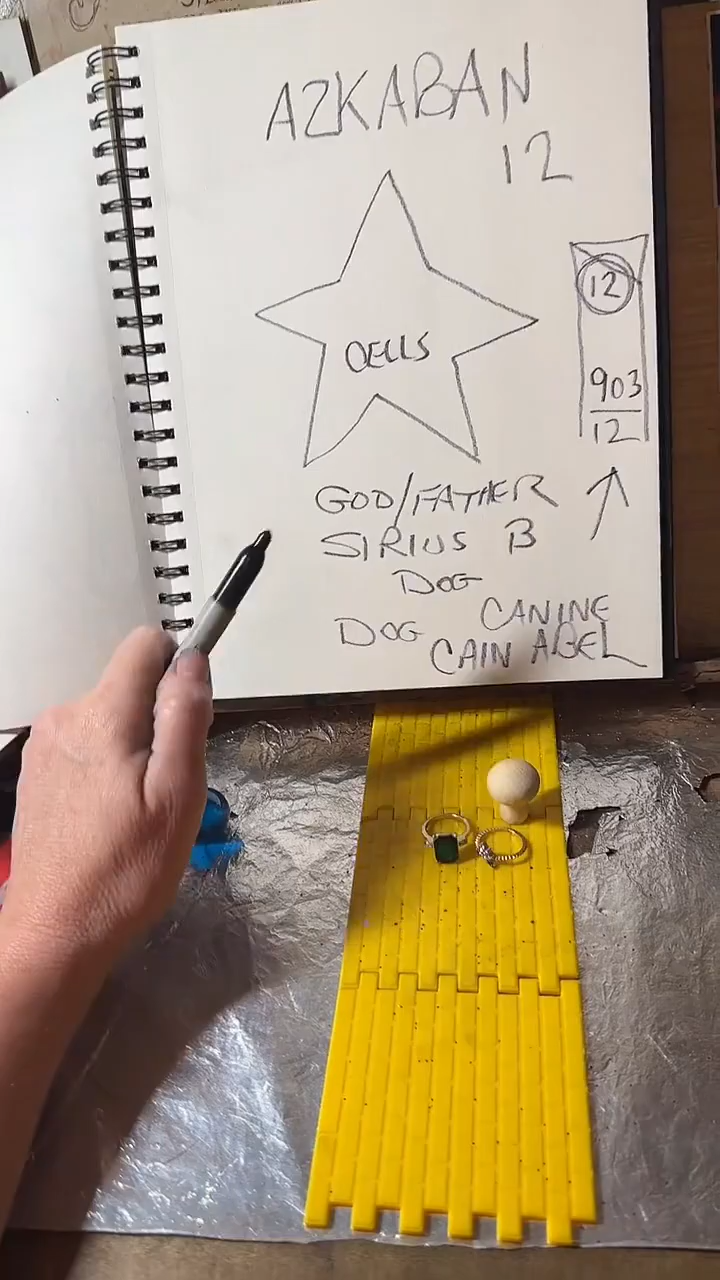 AZKABAN
12
CELLS
12
903
12
GOD/FATHER
SIRIUS B
DOG
CANINE
DOG
CAIN ABEL